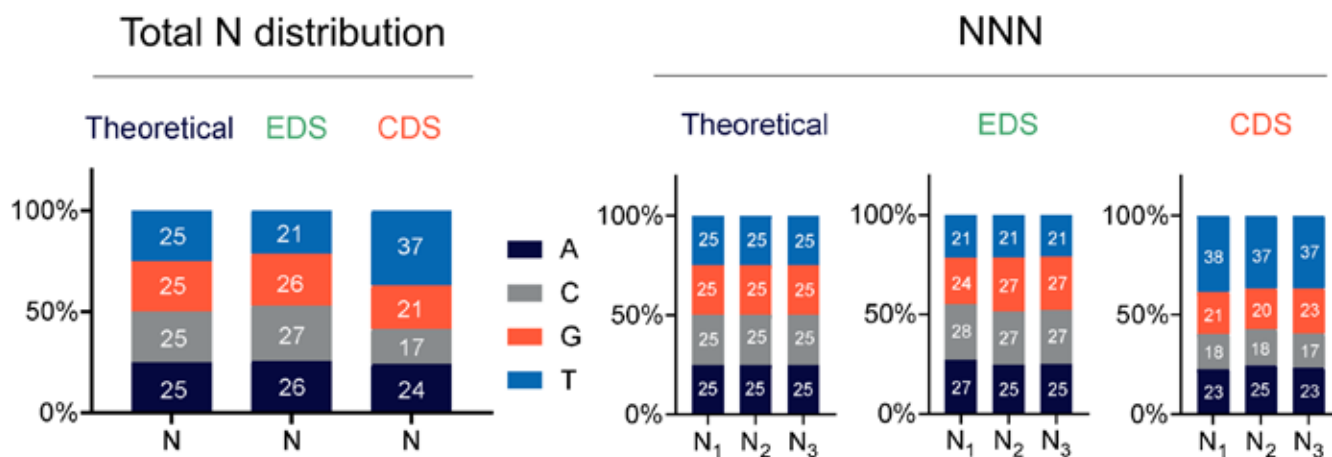 Total N distribution
NNN
Theoretical EDS CDS
Theoretical EDS CDS
100%
50%
0%
25 21 37
25 26 21
25 27 17
25 26 24
N N N
A
C
G
T
100%
50%
0%
25 25 25
25 25 25
25 25 25
25 25 25
N₁ N₂ N₃
100%
50%
0%
21 21 21
24 27 27
28 27 27
27 25 25
N₁ N₂ N₃
100%
50%
0%
38 37 37
21 20 23
18 18 17
23 25 23
N₁ N₂ N₃